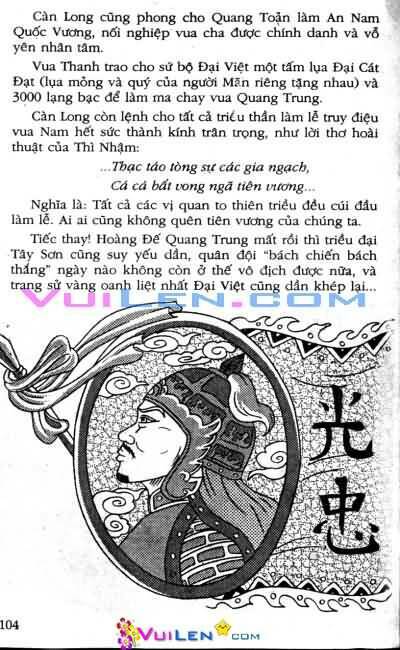 Càn Long cũng phong cho Quang Toản làm An Nam
Quốc Vương, nối nghiệp vua cha được chính danh và vỗ
yên nhân tâm.
Vua Thanh trao cho sứ bộ Đại Việt một tấm lụa Đại Cát
Đạt (lụa mỏng và quý của người Mãn riêng tặng nhau) và
3000 lạng bạc để làm ma chay vua Quang Trung.
Càn Long còn lệnh cho tất cả triều thần làm lễ truy điệu
vua Nam hết sức thành kính trân trọng, như lời thơ hoài
thuật của Thì Nhậm:
...Thạc táo tòng sự các gia ngạch,
Cá cá bất vong ngã tiên vương...
Nghĩa là: Tất cả các vị quan to thiên triều đều cúi đầu
làm lễ. Ai ai cũng không quên tiên vương của chúng ta.
Tiếc thay! Hoàng Đế Quang Trung mất rồi thì triều đại
Tây Sơn cũng suy yếu dần, quân đội “bách chiến bách
thắng” ngày nào không còn ở thế vô địch được nữa, và
trang sử vàng oanh liệt nhất Đại Việt cũng dần khép lại...
VuiLen.com
光
忠
104
VuiLen.com